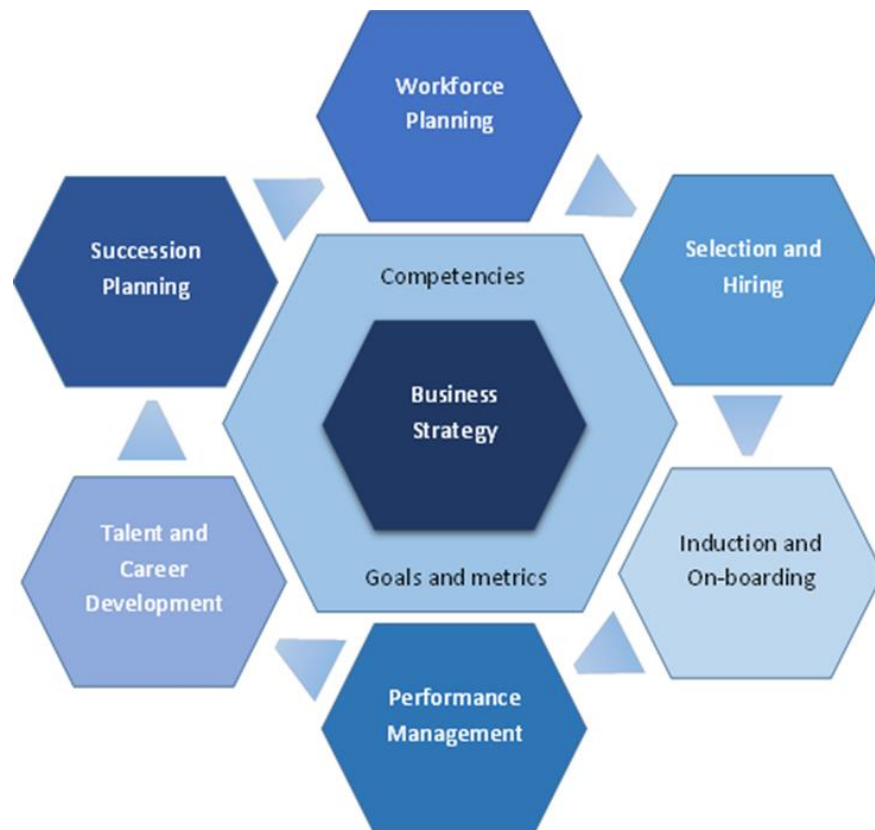 Workforce
Planning
Selection and
Hiring
Induction and
On-boarding
Performance
Management
Talent and
Career
Development
Succession
Planning
Competencies
Business
Strategy
Goals and metrics